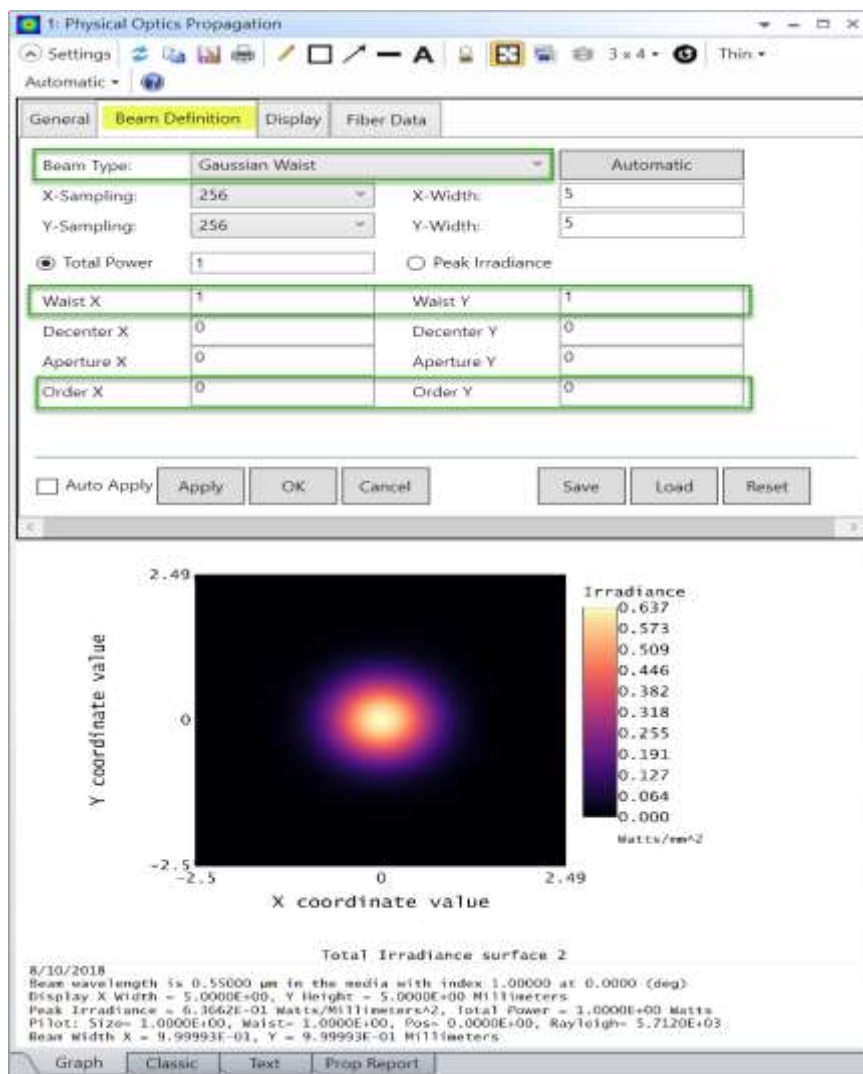 1: Physical Optics Propagation
Settings A 3 x 4 Thin
Automatic
General Beam Definition Display Fiber Data
Beam Type: Gaussian Waist Automatic
X-Sampling: 256 X-Width: 5
Y-Sampling: 256 Y-Width: 5
Total Power 1 Peak Irradiance
Waist X 1 Waist Y 1
Decenter X 0 Decenter Y 0
Aperture X 0 Aperture Y 0
Order X 0 Order Y 0
Auto Apply Apply OK Cancel Save Load Reset
2.49
Irradiance
0.637
0.573
0.509
0.446
0.382
0.318
0.255
0.191
0.127
0.064
0.000
Watts/mm^2
Y coordinate value
0
-2.5
-2.5 0 2.49
X coordinate value
Total Irradiance surface 2
8/10/2018
Beam wavelength is 0.55000 µm in the media with index 1.00000 at 0.0000 (deg)
Display X Width = 5.0000E+00, Y Height = 5.0000E+00 Millimeters
Peak Irradiance = 6.3662E-01 Watts/Millimeters^2, Total Power = 1.0000E+00 Watts
Pilot: Size= 1.0000E+00, Waist= 1.0000E+00, Pos= 0.0000E+00, Rayleigh= 5.7120E+03
Beam Width X = 9.99993E-01, Y = 9.99993E-01 Millimeters
Graph Classic Text Prop Report